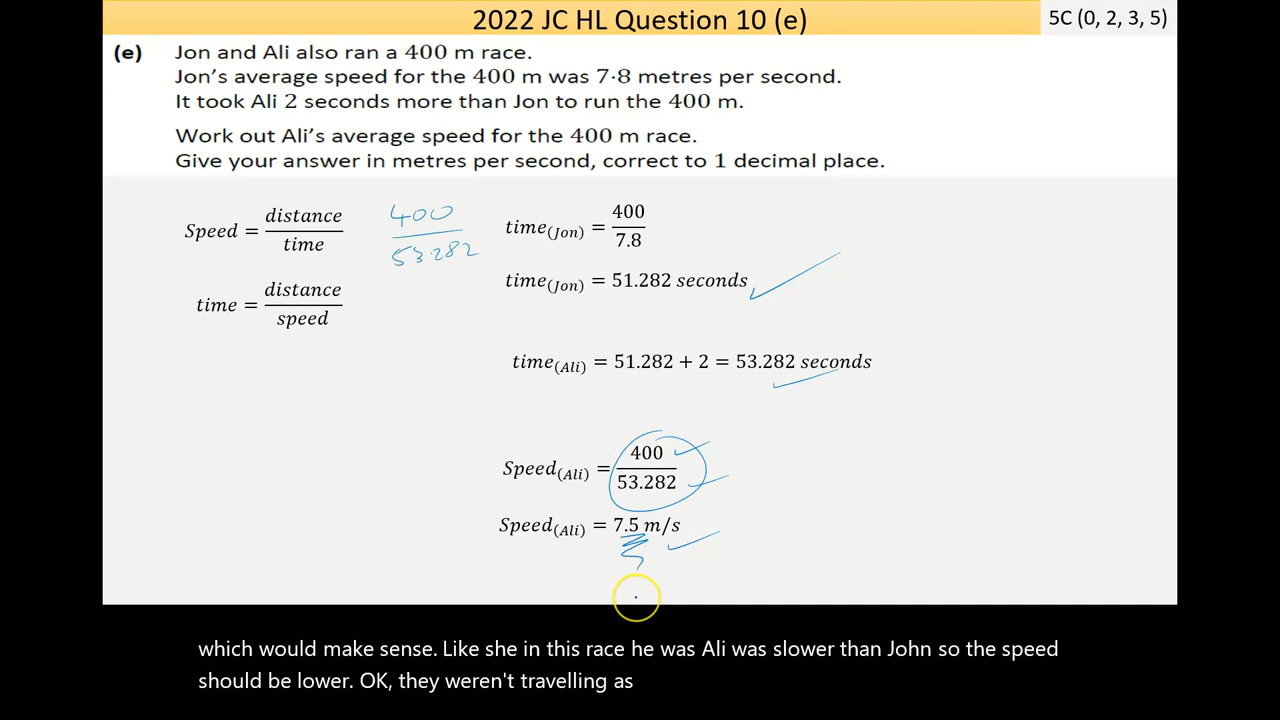 2022 JC HL Question 10 (e)
5C (0, 2, 3, 5)
(e) Jon and Ali also ran a 400 m race.
Jon's average speed for the 400 m was 7·8 metres per second.
It took Ali 2 seconds more than Jon to run the 400 m.
Work out Ali's average speed for the 400 m race.
Give your answer in metres per second, correct to 1 decimal place.
Speed = distance / time
400 / 53.282
time = distance / speed
time(Jon) = 400 / 7.8
time(Jon) = 51.282 seconds
time(Ali) = 51.282 + 2 = 53.282 seconds
Speed(Ali) = 400 / 53.282
Speed(Ali) = 7.5 m/s
which would make sense. Like she in this race he was Ali was slower than John so the speed
should be lower. OK, they weren't travelling as